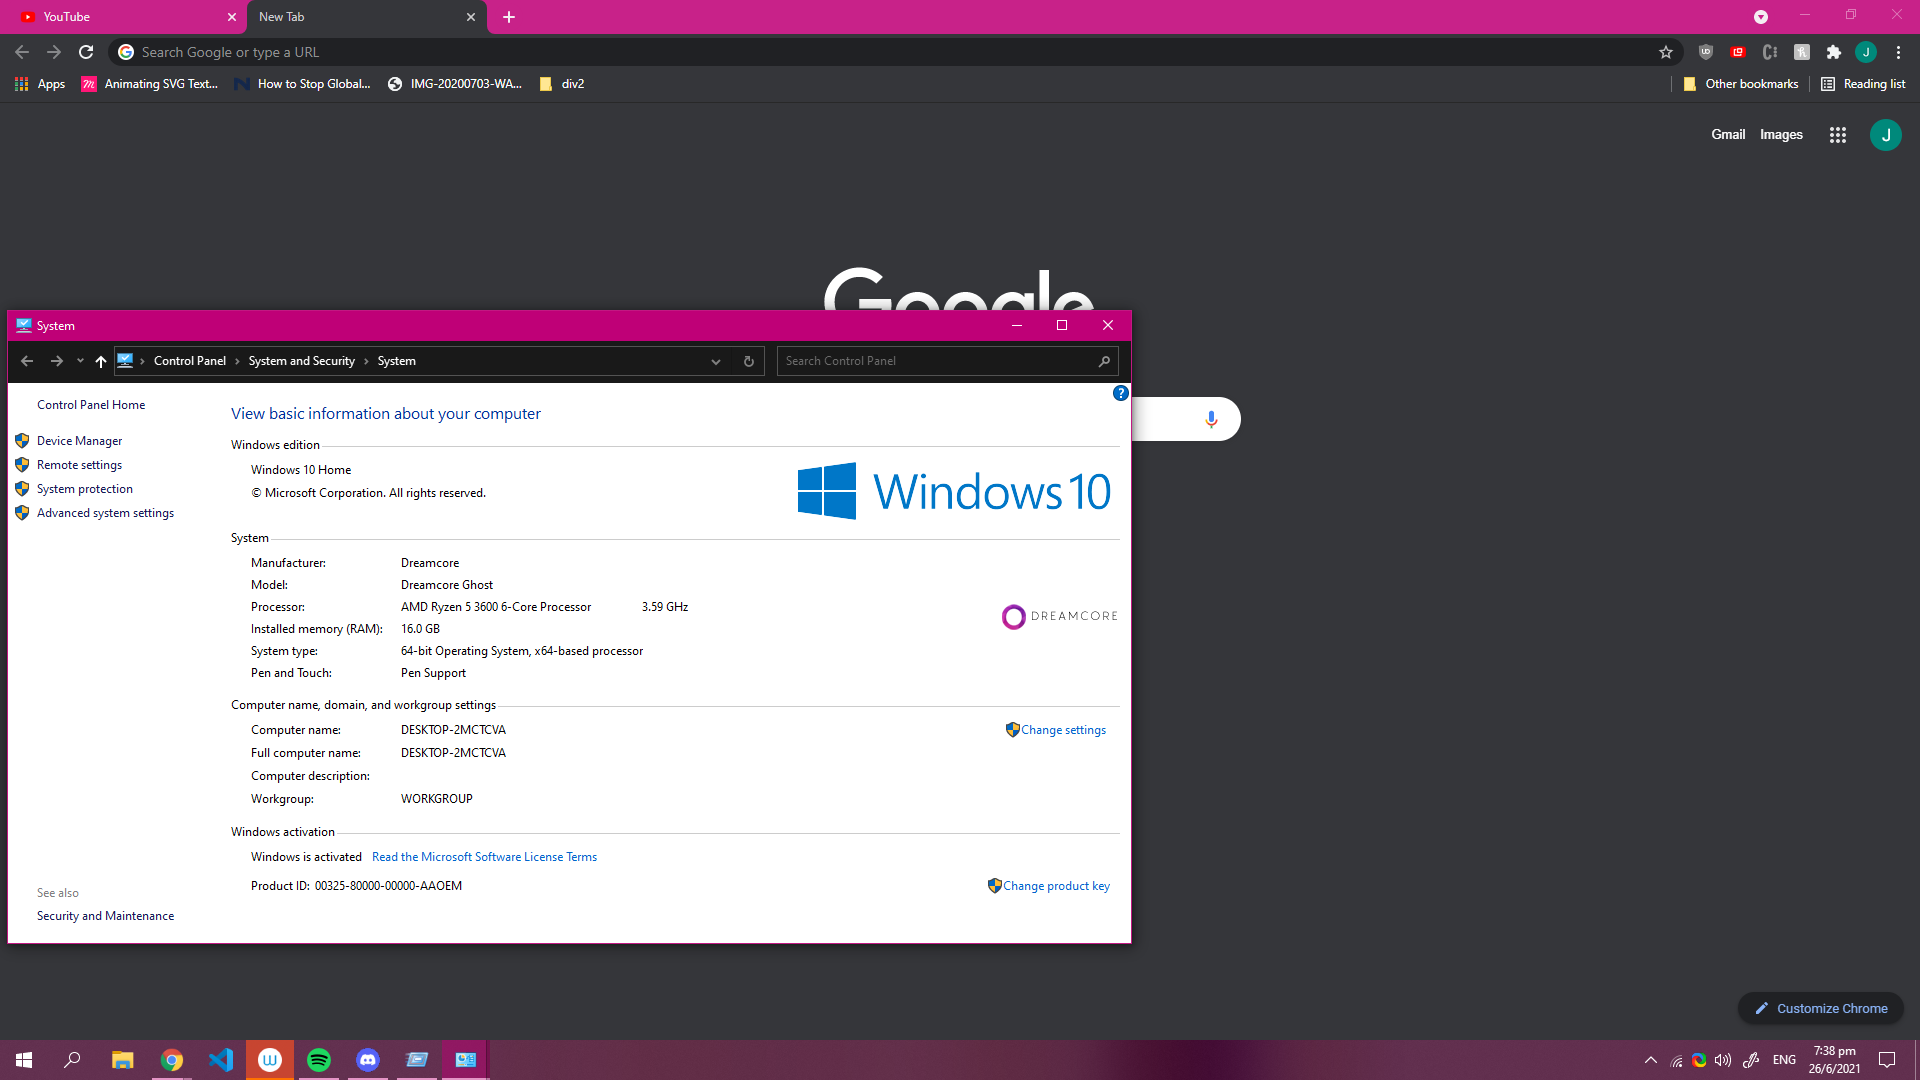 YouTube
New Tab
Search Google or type a URL
Apps
Animating SVG Text...
How to Stop Global...
IMG-20200703-WA...
div2
Other bookmarks
Reading list
Gmail
Images
J
Google
System
Control Panel › System and Security › System
Search Control Panel
Control Panel Home
Device Manager
Remote settings
System protection
Advanced system settings
See also
Security and Maintenance
View basic information about your computer
Windows edition
Windows 10 Home
© Microsoft Corporation. All rights reserved.
Windows 10
System
Manufacturer: Dreamcore
Model: Dreamcore Ghost
Processor: AMD Ryzen 5 3600 6-Core Processor 3.59 GHz
Installed memory (RAM): 16.0 GB
System type: 64-bit Operating System, x64-based processor
Pen and Touch: Pen Support
DREAMCORE
Computer name, domain, and workgroup settings
Computer name: DESKTOP-2MCTCVA
Change settings
Full computer name: DESKTOP-2MCTCVA
Computer description:
Workgroup: WORKGROUP
Windows activation
Windows is activated Read the Microsoft Software License Terms
Product ID: 00325-80000-00000-AAOEM
Change product key
Customize Chrome
ENG
7:38 pm
26/6/2021